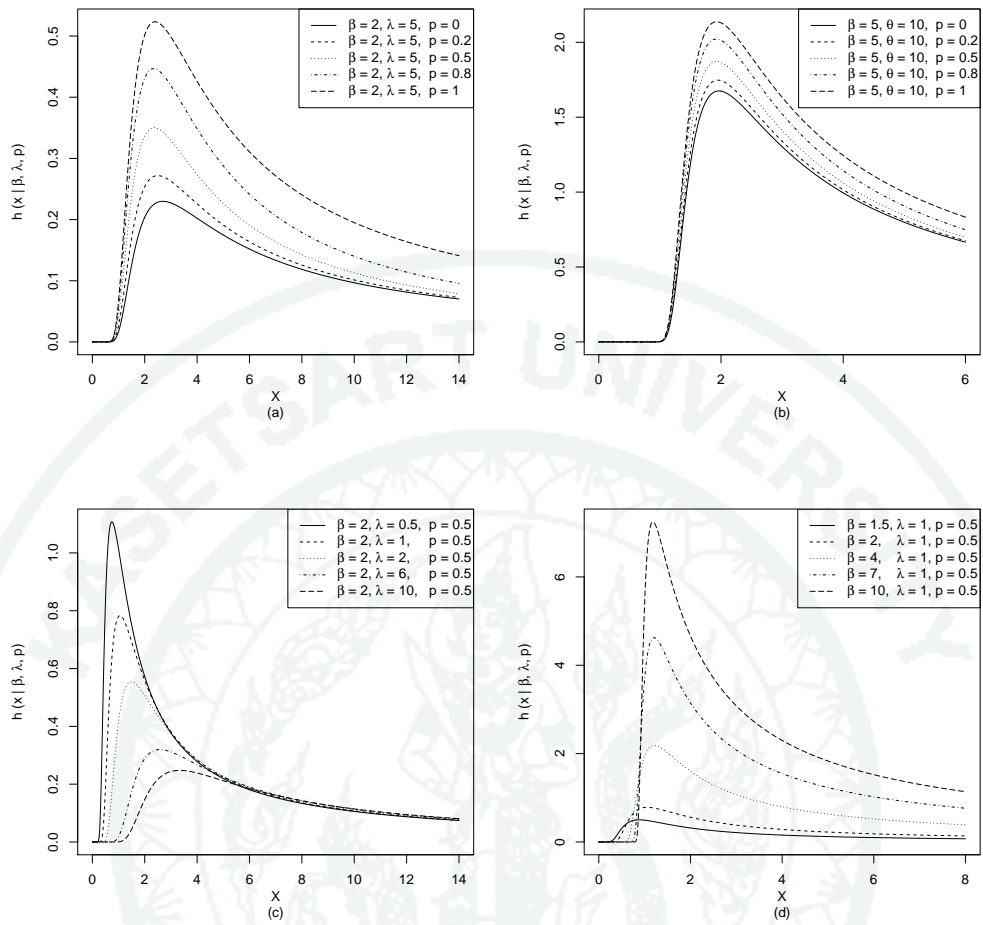 β = 2, λ = 5, p = 0
β = 2, λ = 5, p = 0.2
β = 2, λ = 5, p = 0.5
β = 2, λ = 5, p = 0.8
β = 2, λ = 5, p = 1
h (x | β, λ, p)
0.5
0.4
0.3
0.2
0.1
0.0
0 2 4 6 8 10 12 14
X
(a)
β = 5, θ = 10, p = 0
β = 5, θ = 10, p = 0.2
β = 5, θ = 10, p = 0.5
β = 5, θ = 10, p = 0.8
β = 5, θ = 10, p = 1
h (x | β, λ, p)
2.0
1.5
1.0
0.5
0.0
0 2 4 6
X
(b)
KASETSART UNIVERSITY
β = 2, λ = 0.5, p = 0.5
β = 2, λ = 1, p = 0.5
β = 2, λ = 2, p = 0.5
β = 2, λ = 6, p = 0.5
β = 2, λ = 10, p = 0.5
h (x | β, λ, p)
1.0
0.8
0.6
0.4
0.2
0.0
0 2 4 6 8 10 12 14
X
(c)
β = 1.5, λ = 1, p = 0.5
β = 2, λ = 1, p = 0.5
β = 4, λ = 1, p = 0.5
β = 7, λ = 1, p = 0.5
β = 10, λ = 1, p = 0.5
h (x | β, λ, p)
6
4
2
0
0 2 4 6 8
X
(d)